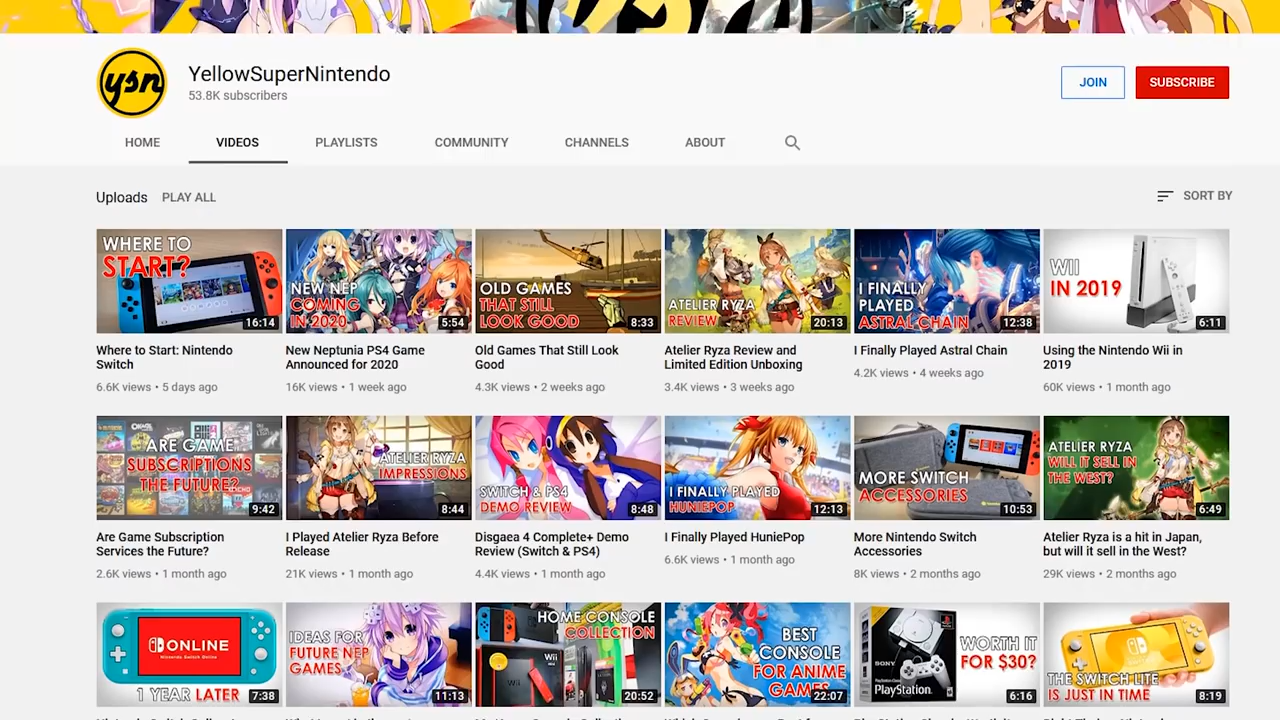 ysn
YellowSuperNintendo
53.8K subscribers
JOIN
SUBSCRIBE
HOME
VIDEOS
PLAYLISTS
COMMUNITY
CHANNELS
ABOUT
Uploads
PLAY ALL
SORT BY
WHERE TO
START?
16:14
NEW NEP
COMING
IN 2020
5:54
OLD GAMES
THAT STILL
LOOK GOOD
8:33
ATELIER RYZA
REVIEW
20:13
I FINALLY
PLAYED
ASTRAL CHAIN
12:38
WII
IN 2019
6:11
Where to Start: Nintendo
Switch
6.6K views • 5 days ago
New Neptunia PS4 Game
Announced for 2020
16K views • 1 week ago
Old Games That Still Look
Good
4.3K views • 2 weeks ago
Atelier Ryza Review and
Limited Edition Unboxing
3.4K views • 3 weeks ago
I Finally Played Astral Chain
4.2K views • 4 weeks ago
Using the Nintendo Wii in
2019
60K views • 1 month ago
ARE GAME
SUBSCRIPTIONS
THE FUTURE?
9:42
ATELIER RYZA
IMPRESSIONS
8:44
SWITCH & PS4
DEMO REVIEW
8:48
I FINALLY PLAYED
HUNIEPOP
12:13
MORE SWITCH
ACCESSORIES
10:53
ATELIER RYZA
WILL IT SELL IN
THE WEST?
6:49
Are Game Subscription
Services the Future?
2.6K views • 1 month ago
I Played Atelier Ryza Before
Release
21K views • 1 month ago
Disgaea 4 Complete+ Demo
Review (Switch & PS4)
4.4K views • 1 month ago
I Finally Played HuniePop
6.6K views • 1 month ago
More Nintendo Switch
Accessories
8K views • 2 months ago
Atelier Ryza is a hit in Japan,
but will it sell in the West?
29K views • 2 months ago
ONLINE
Nintendo Switch Online
1 YEAR LATER
7:38
IDEAS FOR
FUTURE NEP
GAMES
11:13
HOME CONSOLE
COLLECTION
Wii
Wii
20:52
BEST
CONSOLE
FOR ANIME
GAMES
22:07
SONY
PlayStation
WORTH IT
FOR $30?
6:16
THE SWITCH LITE
IS JUST IN TIME
8:19